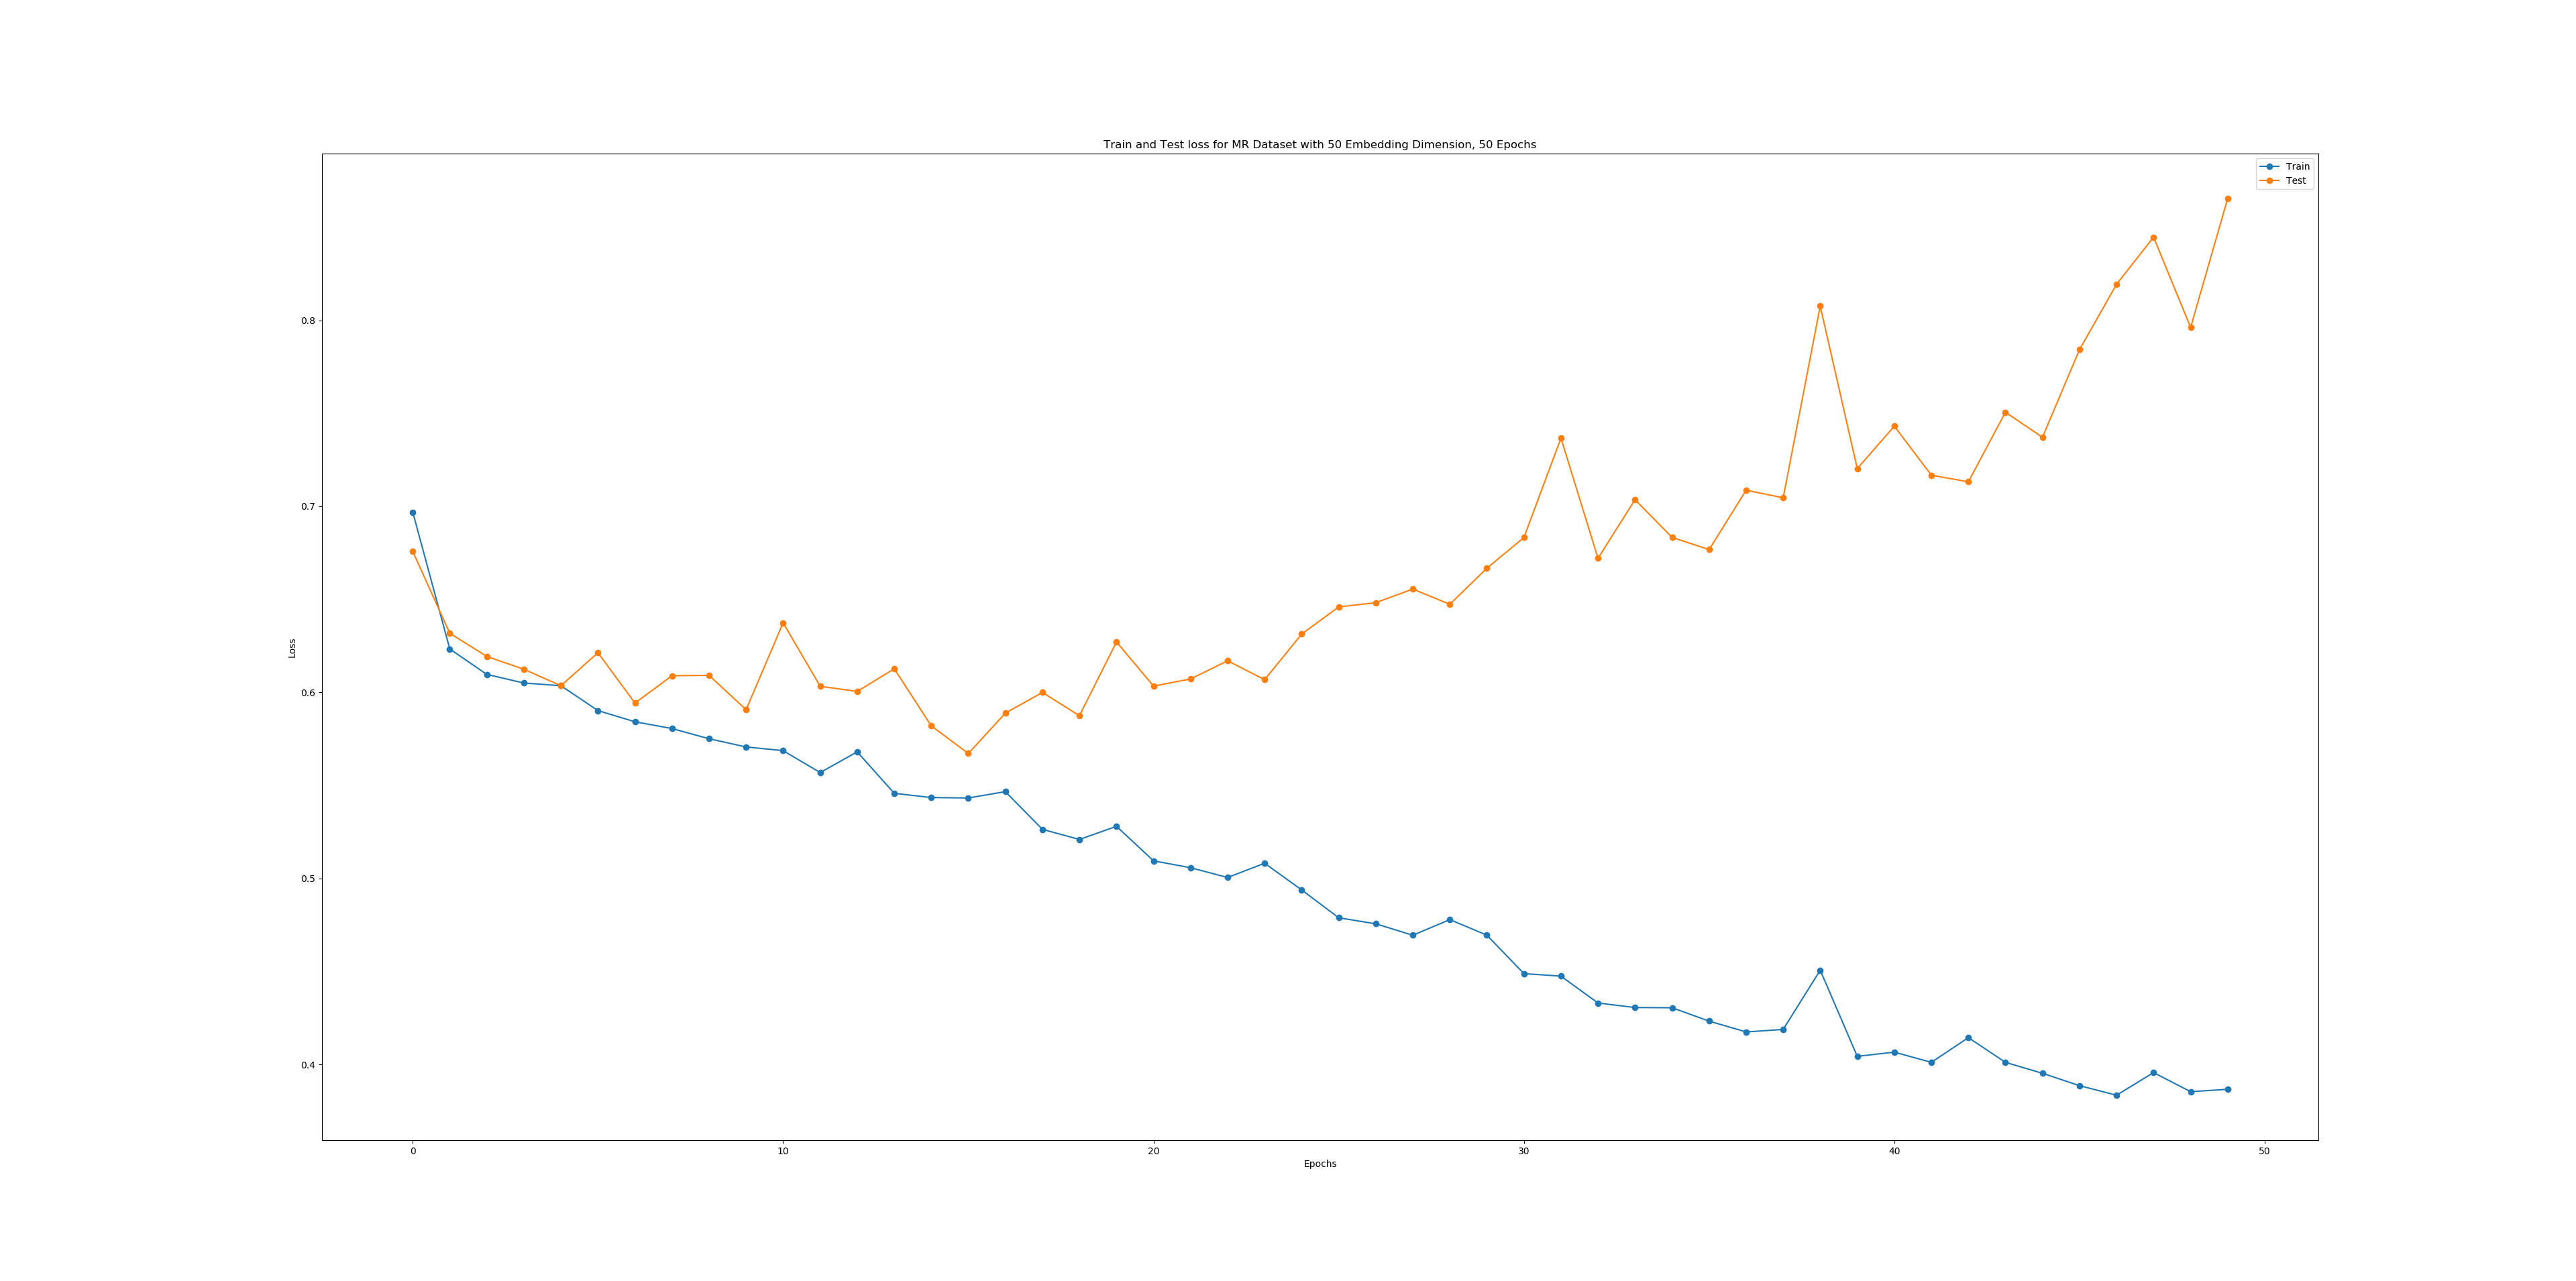 Train and Test loss for MR Dataset with 50 Embedding Dimension, 50 Epochs
Train
Test
0.8
0.7
0.6
0.5
0.4
Loss
0 10 20 30 40 50
Epochs